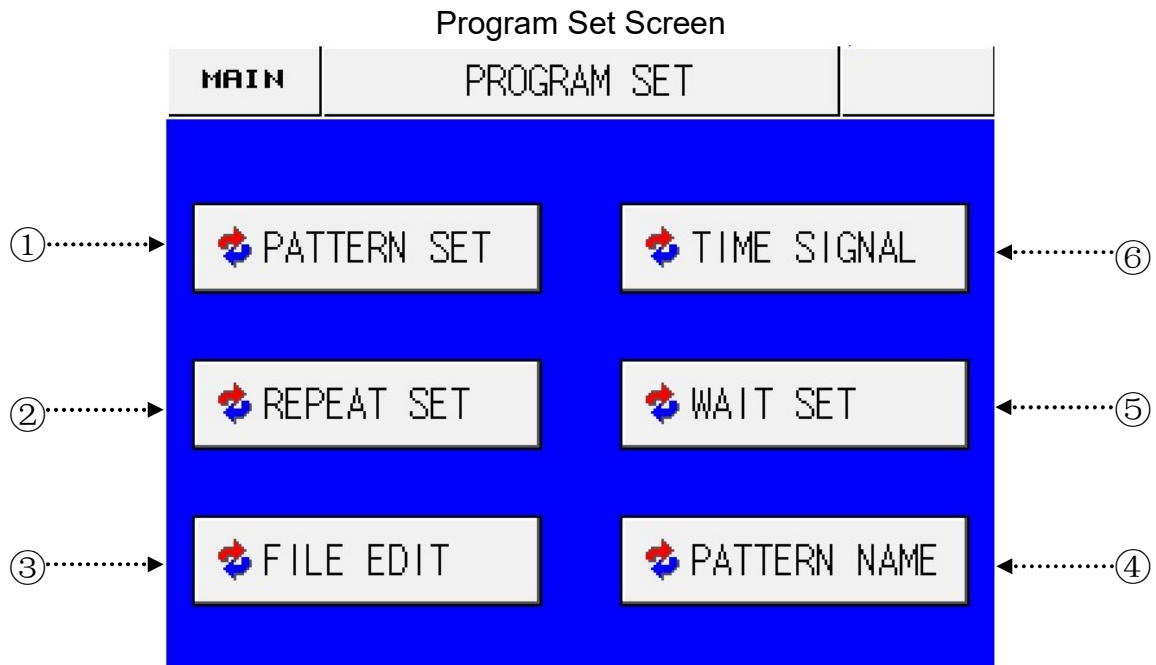 Program Set Screen
MAIN PROGRAM SET
① PATTERN SET TIME SIGNAL ⑥
② REPEAT SET WAIT SET ⑤
③ FILE EDIT PATTERN NAME ④